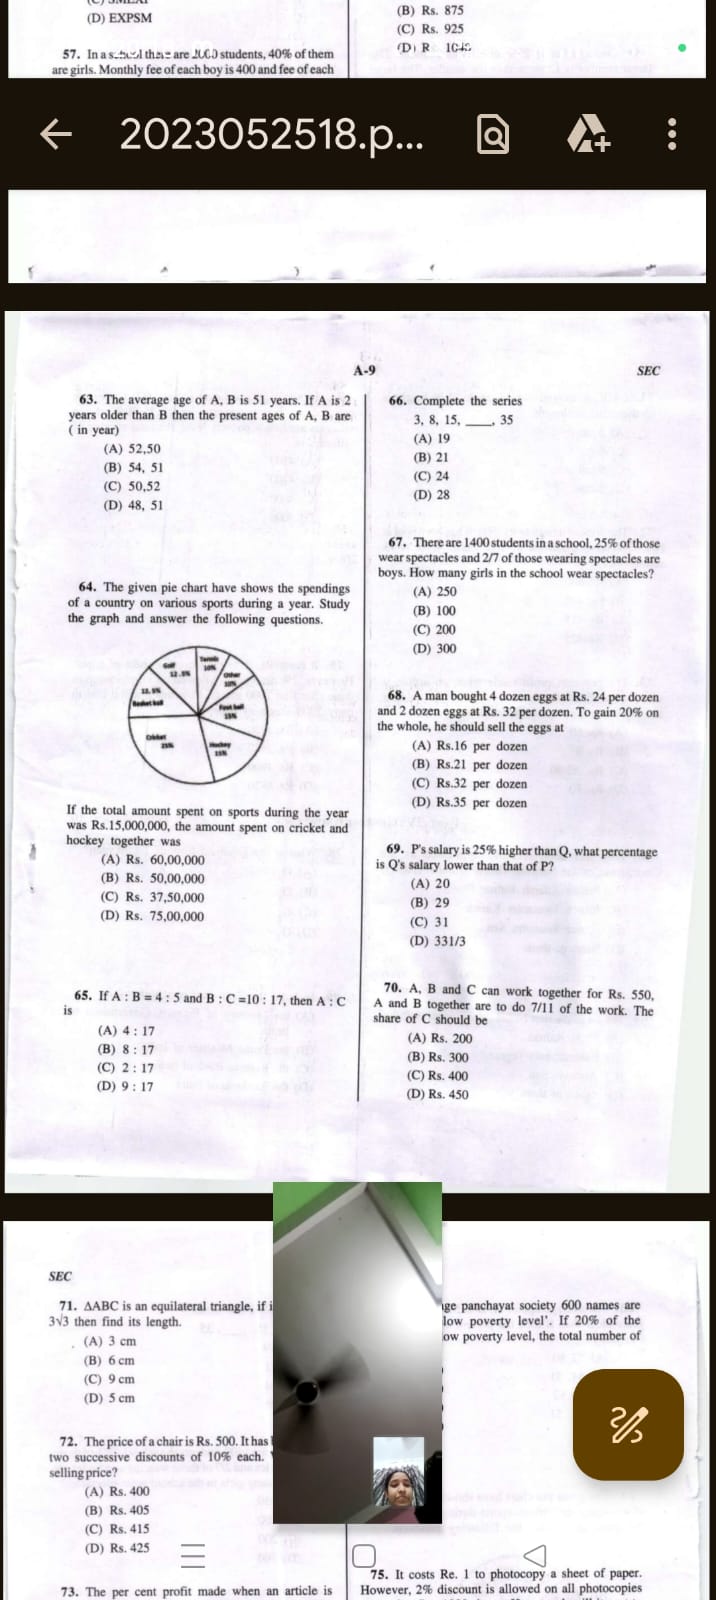 (D) EXPSM
57. In a school there are students, 40% of them
are girls. Monthly fee of each boy is 400 and fee of each
(B) Rs. 875
(C) Rs. 925
2023052518.p...
A-9
SEC
63. The average age of A, B is 51 years. If A is 2
years older than B then the present ages of A, B are
( in year)
(A) 52,50
(B) 54, 51
(C) 50,52
(D) 48, 51
64. The given pie chart have shows the spendings
of a country on various sports during a year. Study
the graph and answer the following questions.
Golf
12.5%
Tennis
10%
Other
10%
12.5%
Basket ball
Foot ball
15%
Cricket
25%
Hockey
15%
If the total amount spent on sports during the year
was Rs.15,000,000, the amount spent on cricket and
hockey together was
(A) Rs. 60,00,000
(B) Rs. 50,00,000
(C) Rs. 37,50,000
(D) Rs. 75,00,000
65. If A : B = 4 : 5 and B : C =10 : 17, then A : C
is
(A) 4 : 17
(B) 8 : 17
(C) 2 : 17
(D) 9 : 17
66. Complete the series
3, 8, 15, ____, 35
(A) 19
(B) 21
(C) 24
(D) 28
67. There are 1400 students in a school, 25% of those
wear spectacles and 2/7 of those wearing spectacles are
boys. How many girls in the school wear spectacles?
(A) 250
(B) 100
(C) 200
(D) 300
68. A man bought 4 dozen eggs at Rs. 24 per dozen
and 2 dozen eggs at Rs. 32 per dozen. To gain 20% on
the whole, he should sell the eggs at
(A) Rs.16 per dozen
(B) Rs.21 per dozen
(C) Rs.32 per dozen
(D) Rs.35 per dozen
69. P's salary is 25% higher than Q, what percentage
is Q's salary lower than that of P?
(A) 20
(B) 29
(C) 31
(D) 331/3
70. A, B and C can work together for Rs. 550,
A and B together are to do 7/11 of the work. The
share of C should be
(A) Rs. 200
(B) Rs. 300
(C) Rs. 400
(D) Rs. 450
SEC
71. ΔABC is an equilateral triangle, if i
3√3 then find its length.
(A) 3 cm
(B) 6 cm
(C) 9 cm
(D) 5 cm
72. The price of a chair is Rs. 500. It has
two successive discounts of 10% each.
selling price?
(A) Rs. 400
(B) Rs. 405
(C) Rs. 415
(D) Rs. 425
73. The per cent profit made when an article is
ge panchayat society 600 names are
low poverty level'. If 20% of the
ow poverty level, the total number of
75. It costs Re. 1 to photocopy a sheet of paper.
However, 2% discount is allowed on all photocopies